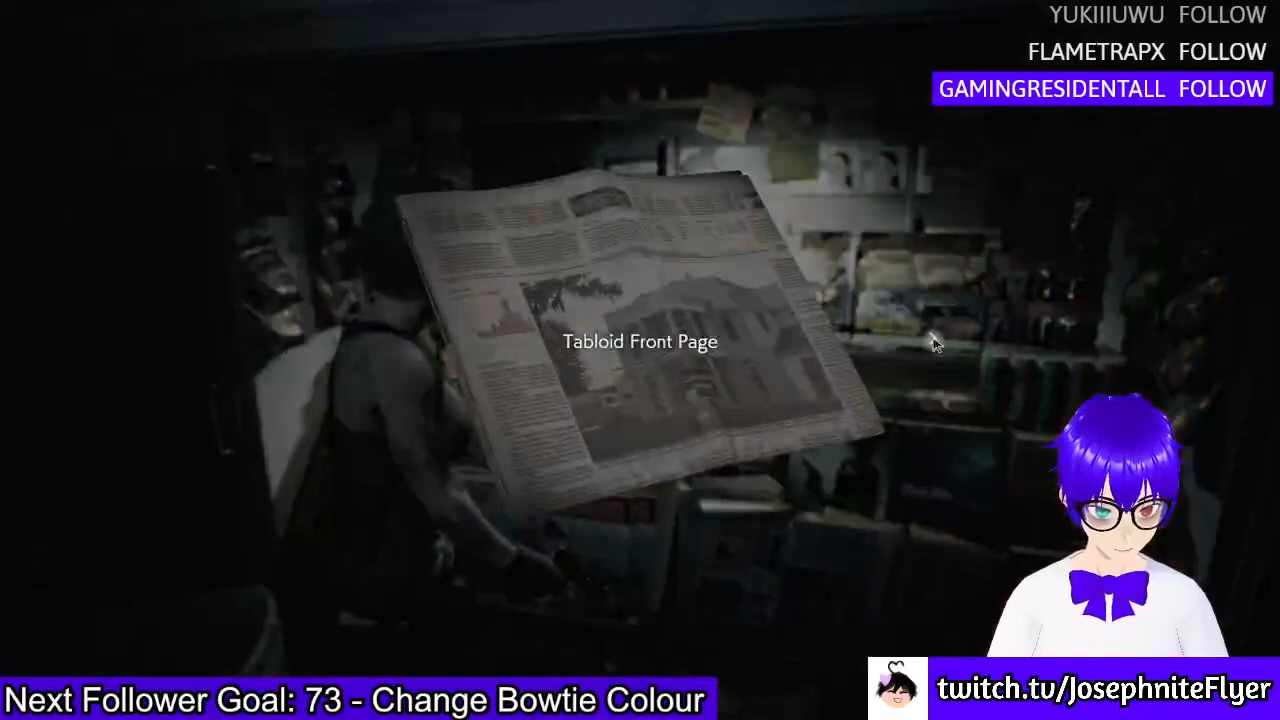 YUKIIIUWU FOLLOW
FLAMETRAPX FOLLOW
GAMINGRESIDENTALL FOLLOW
Tabloid Front Page
Next Follower Goal: 73 - Change Bowtie Colour
twitch.tv/JosephniteFlyer